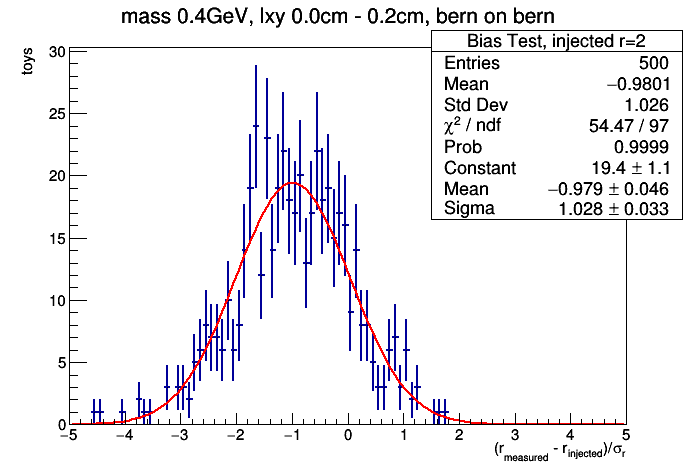 mass 0.4GeV, lxy 0.0cm - 0.2cm, bern on bern
Bias Test, injected r=2
Entries 500
Mean −0.9801
Std Dev 1.026
χ² / ndf 54.47 / 97
Prob 0.9999
Constant 19.4 ± 1.1
Mean −0.979 ± 0.046
Sigma 1.028 ± 0.033
toys
30
25
20
15
10
5
0
−5 −4 −3 −2 −1 0 1 2 3 4 5
(r_measured - r_injected)/σ_r